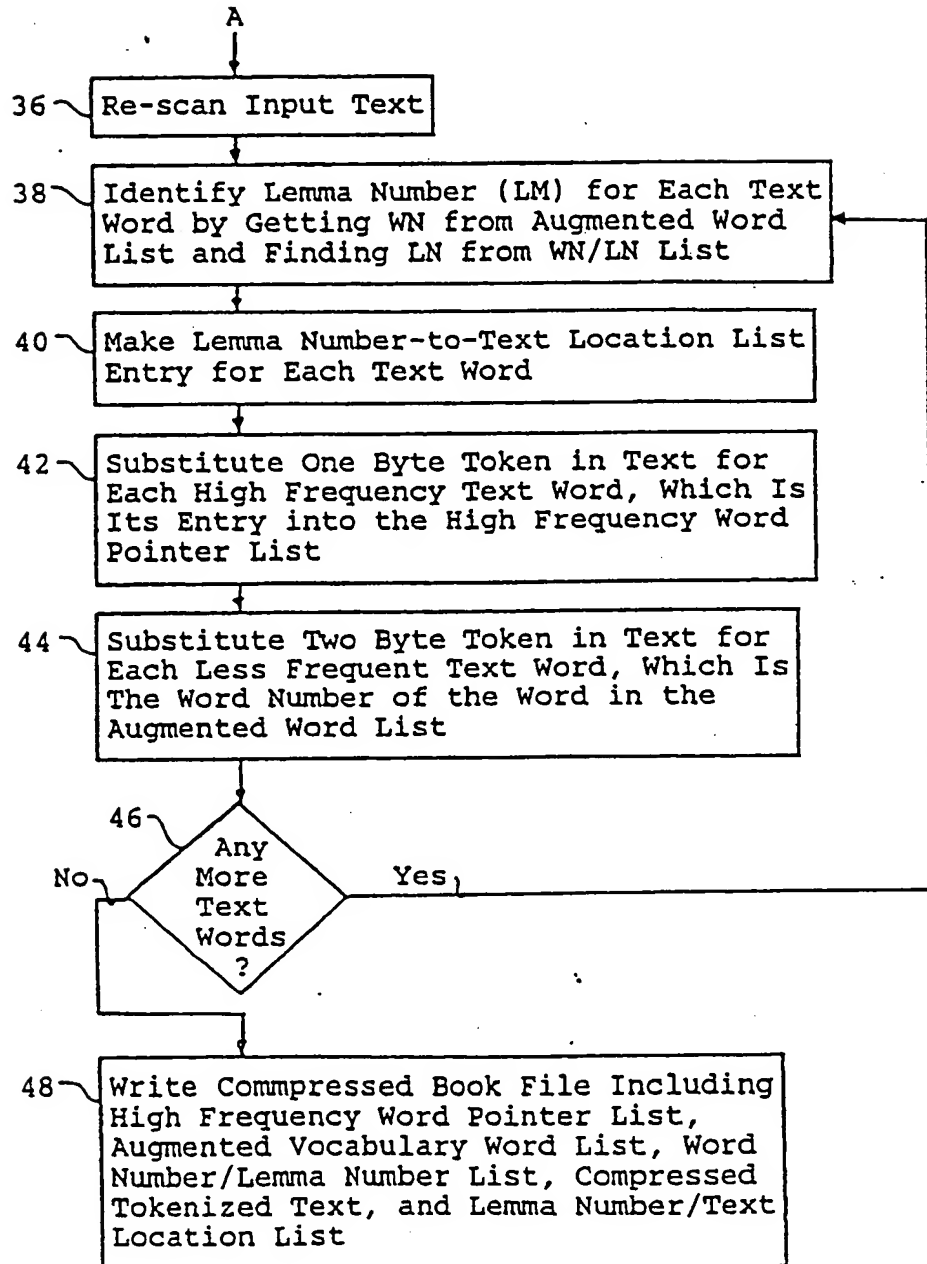 A
36 Re-scan Input Text
38 Identify Lemma Number (LM) for Each Text
Word by Getting WN from Augmented Word
List and Finding LN from WN/LN List
40 Make Lemma Number-to-Text Location List
Entry for Each Text Word
42 Substitute One Byte Token in Text for
Each High Frequency Text Word, Which Is
Its Entry into the High Frequency Word
Pointer List
44 Substitute Two Byte Token in Text for
Each Less Frequent Text Word, Which Is
The Word Number of the Word in the
Augmented Word List
46 Any
More
Text
Words
?
No
Yes
48 Write Commpressed Book File Including
High Frequency Word Pointer List,
Augmented Vocabulary Word List, Word
Number/Lemma Number List, Compressed
Tokenized Text, and Lemma Number/Text
Location List